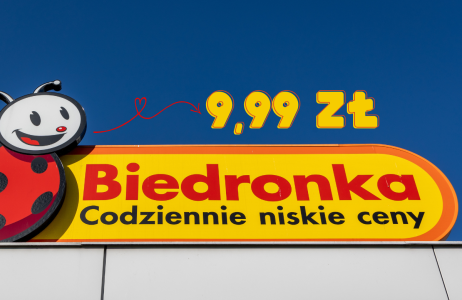 9,99 Zł
Biedronka
Codziennie niskie ceny